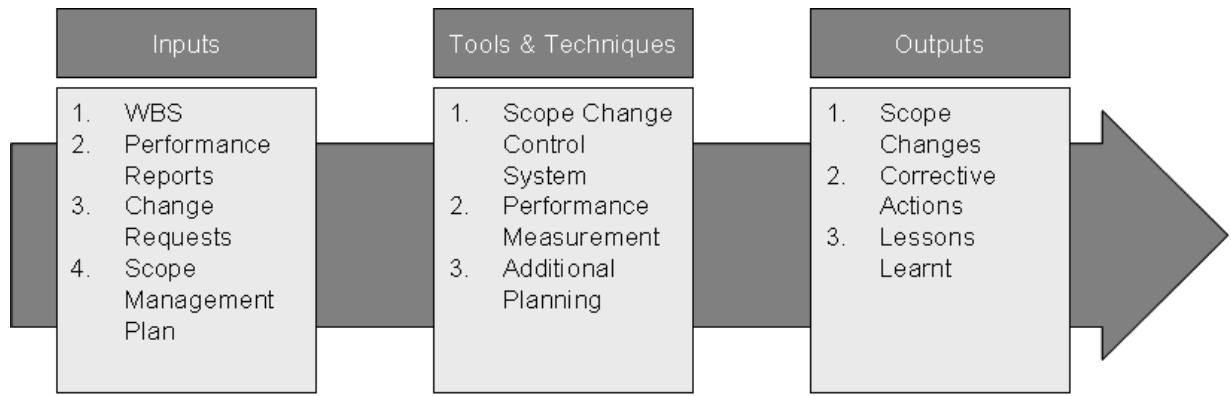 Inputs
1. WBS
2. Performance
Reports
3. Change
Requests
4. Scope
Management
Plan
Tools & Techniques
1. Scope Change
Control
System
2. Performance
Measurement
3. Additional
Planning
Outputs
1. Scope
Changes
2. Corrective
Actions
3. Lessons
Learnt